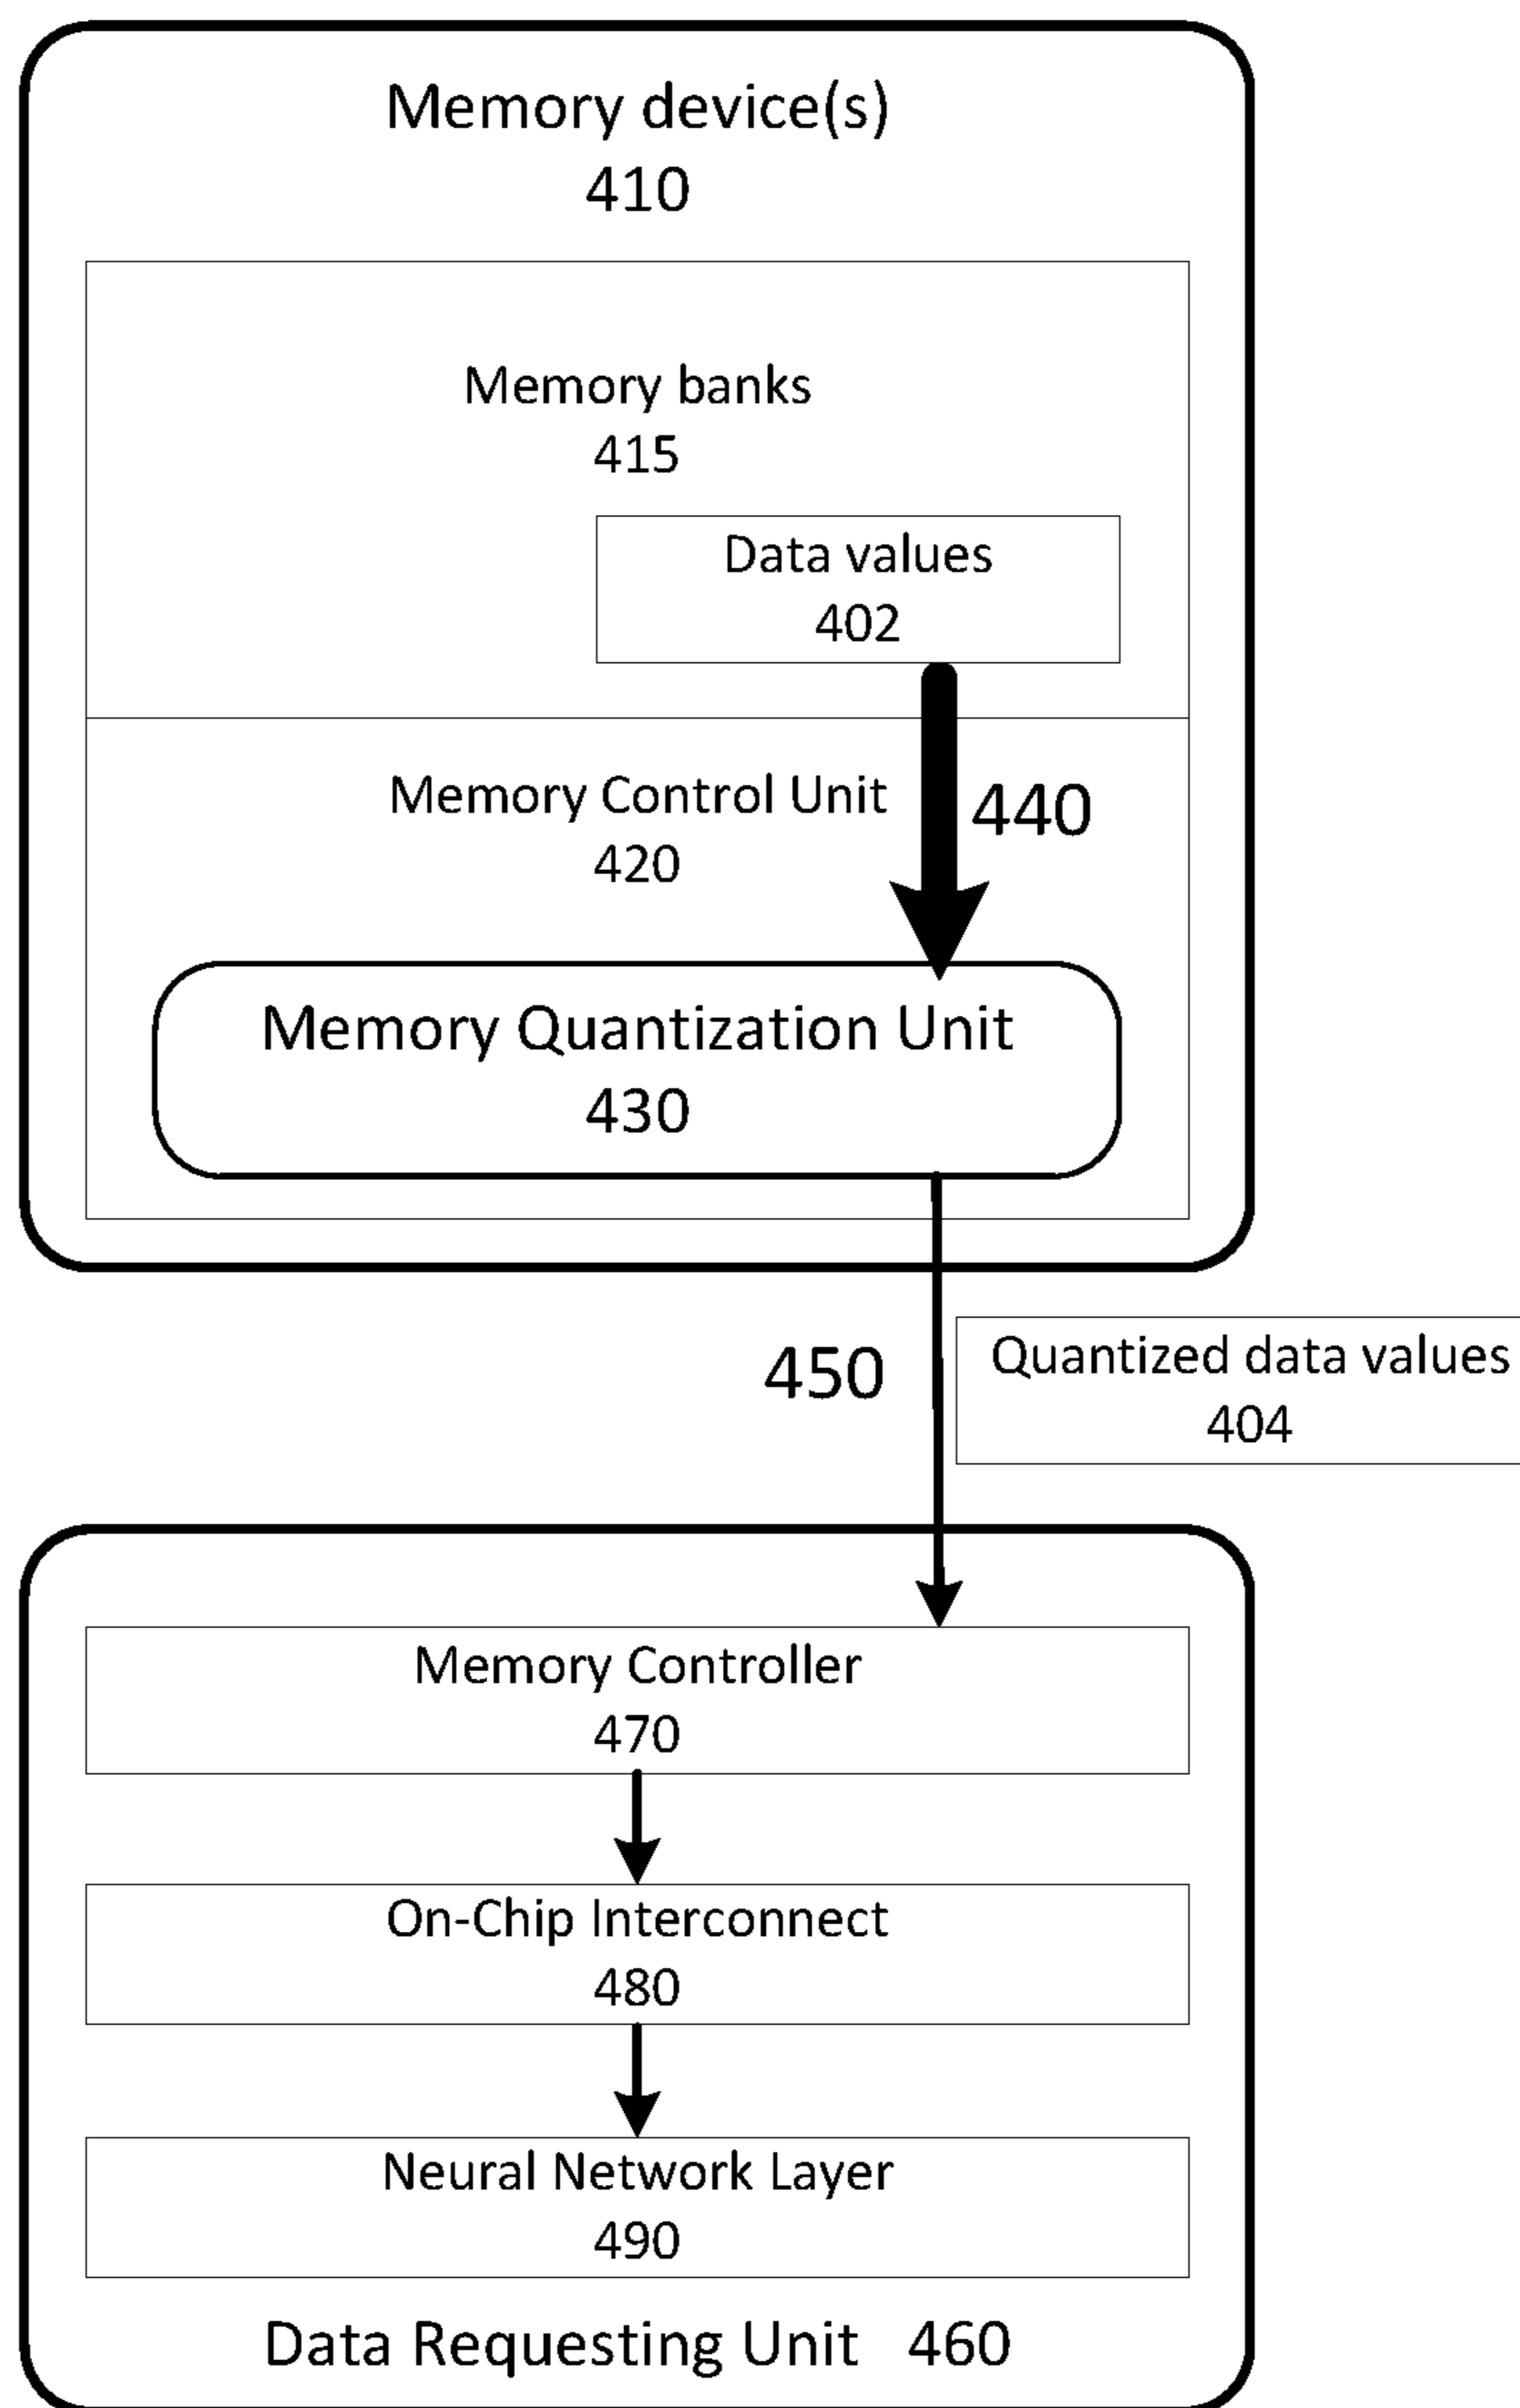 Memory device(s)
410
Memory banks
415
Data values
402
Memory Control Unit
420
440
Memory Quantization Unit
430
450
Quantized data values
404
Memory Controller
470
On-Chip Interconnect
480
Neural Network Layer
490
Data Requesting Unit 460